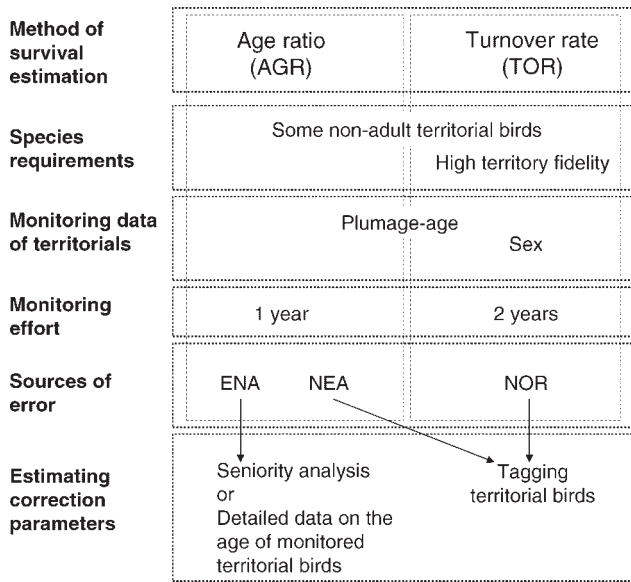 Method of
survival
estimation
Age ratio
(AGR)
Turnover rate
(TOR)
Species
requirements
Some non-adult territorial birds
High territory fidelity
Monitoring data
of territorials
Plumage-age
Sex
Monitoring
effort
1 year
2 years
Sources of
error
ENA
NEA
NOR
Estimating
correction
parameters
Seniority analysis
or
Detailed data on the
age of monitored
territorial birds
Tagging
territorial birds